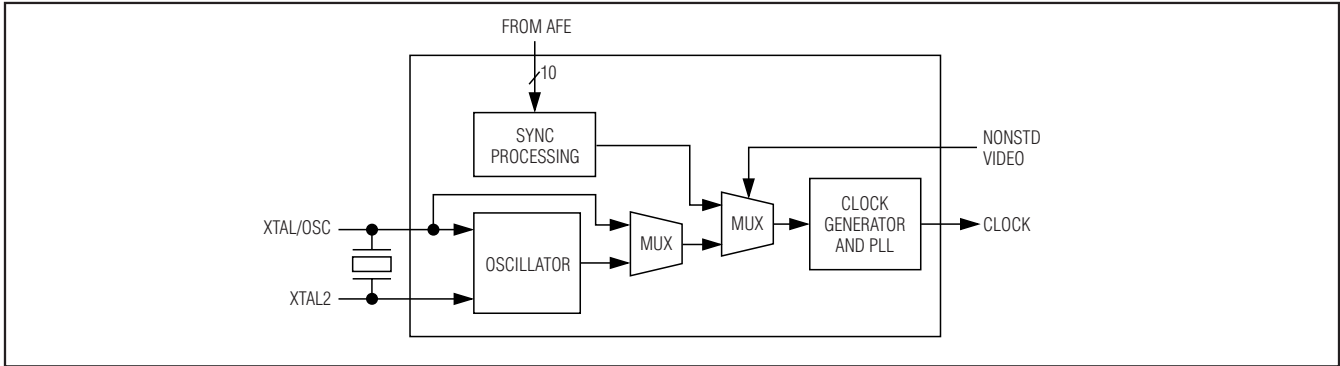 FROM AFE
10
SYNC
PROCESSING
NONSTD
VIDEO
XTAL/OSC
OSCILLATOR
MUX
MUX
CLOCK
GENERATOR
AND PLL
CLOCK
XTAL2